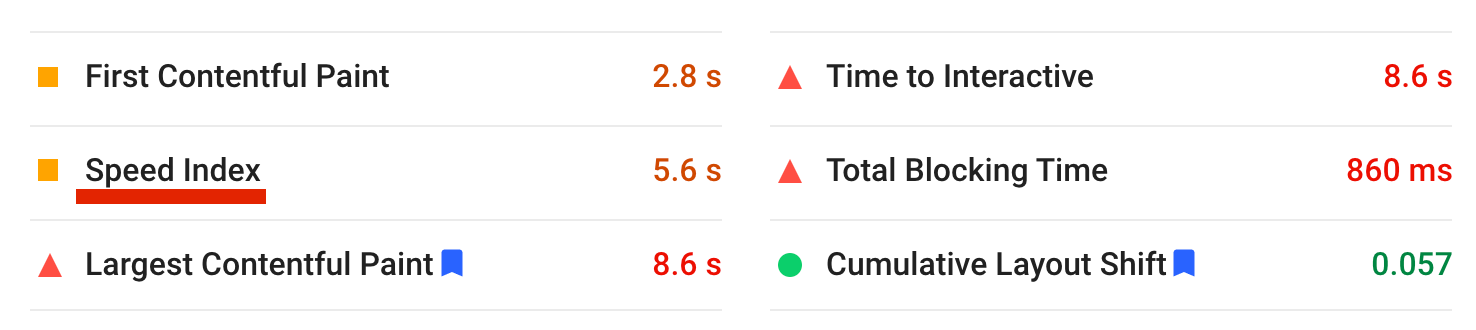 First Contentful Paint 2.8 s
Time to Interactive 8.6 s
Speed Index 5.6 s
Total Blocking Time 860 ms
Largest Contentful Paint 8.6 s
Cumulative Layout Shift 0.057